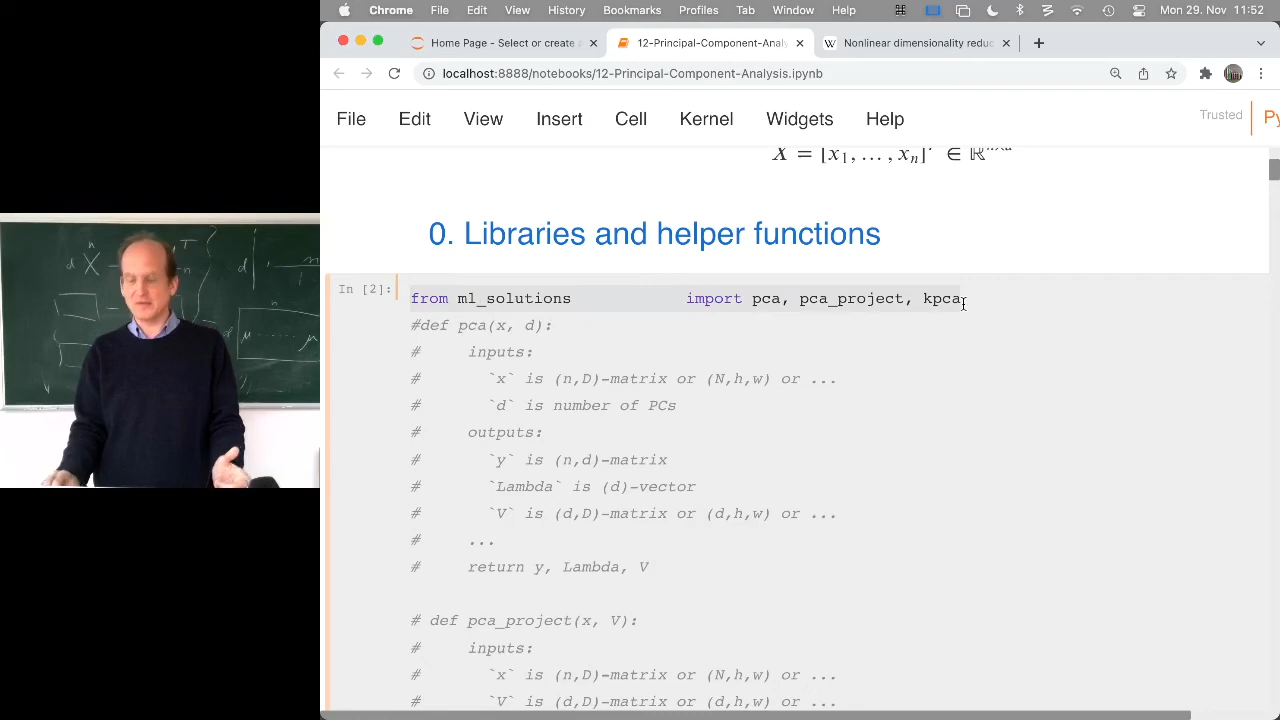 Chrome File Edit View History Bookmarks Profiles Tab Window Help Mon 29. Nov 11:52
Home Page - Select or create a × 12-Principal-Component-Analy × W Nonlinear dimensionality reduc ×
localhost:8888/notebooks/12-Principal-Component-Analysis.ipynb
File Edit View Insert Cell Kernel Widgets Help Trusted Py
X = [x1, …, xn] ∈ ℝ
0. Libraries and helper functions
In [2]: from ml_solutions import pca, pca_project, kpca
#def pca(x, d):
# inputs:
# `x` is (n,D)-matrix or (N,h,w) or ...
# `d` is number of PCs
# outputs:
# `y` is (n,d)-matrix
# `Lambda` is (d)-vector
# `V` is (d,D)-matrix or (d,h,w) or ...
# ...
# return y, Lambda, V
# def pca_project(x, V):
# inputs:
# `x` is (n,D)-matrix or (N,h,w) or ...
# `V` is (d,D)-matrix or (d,h,w) or ...